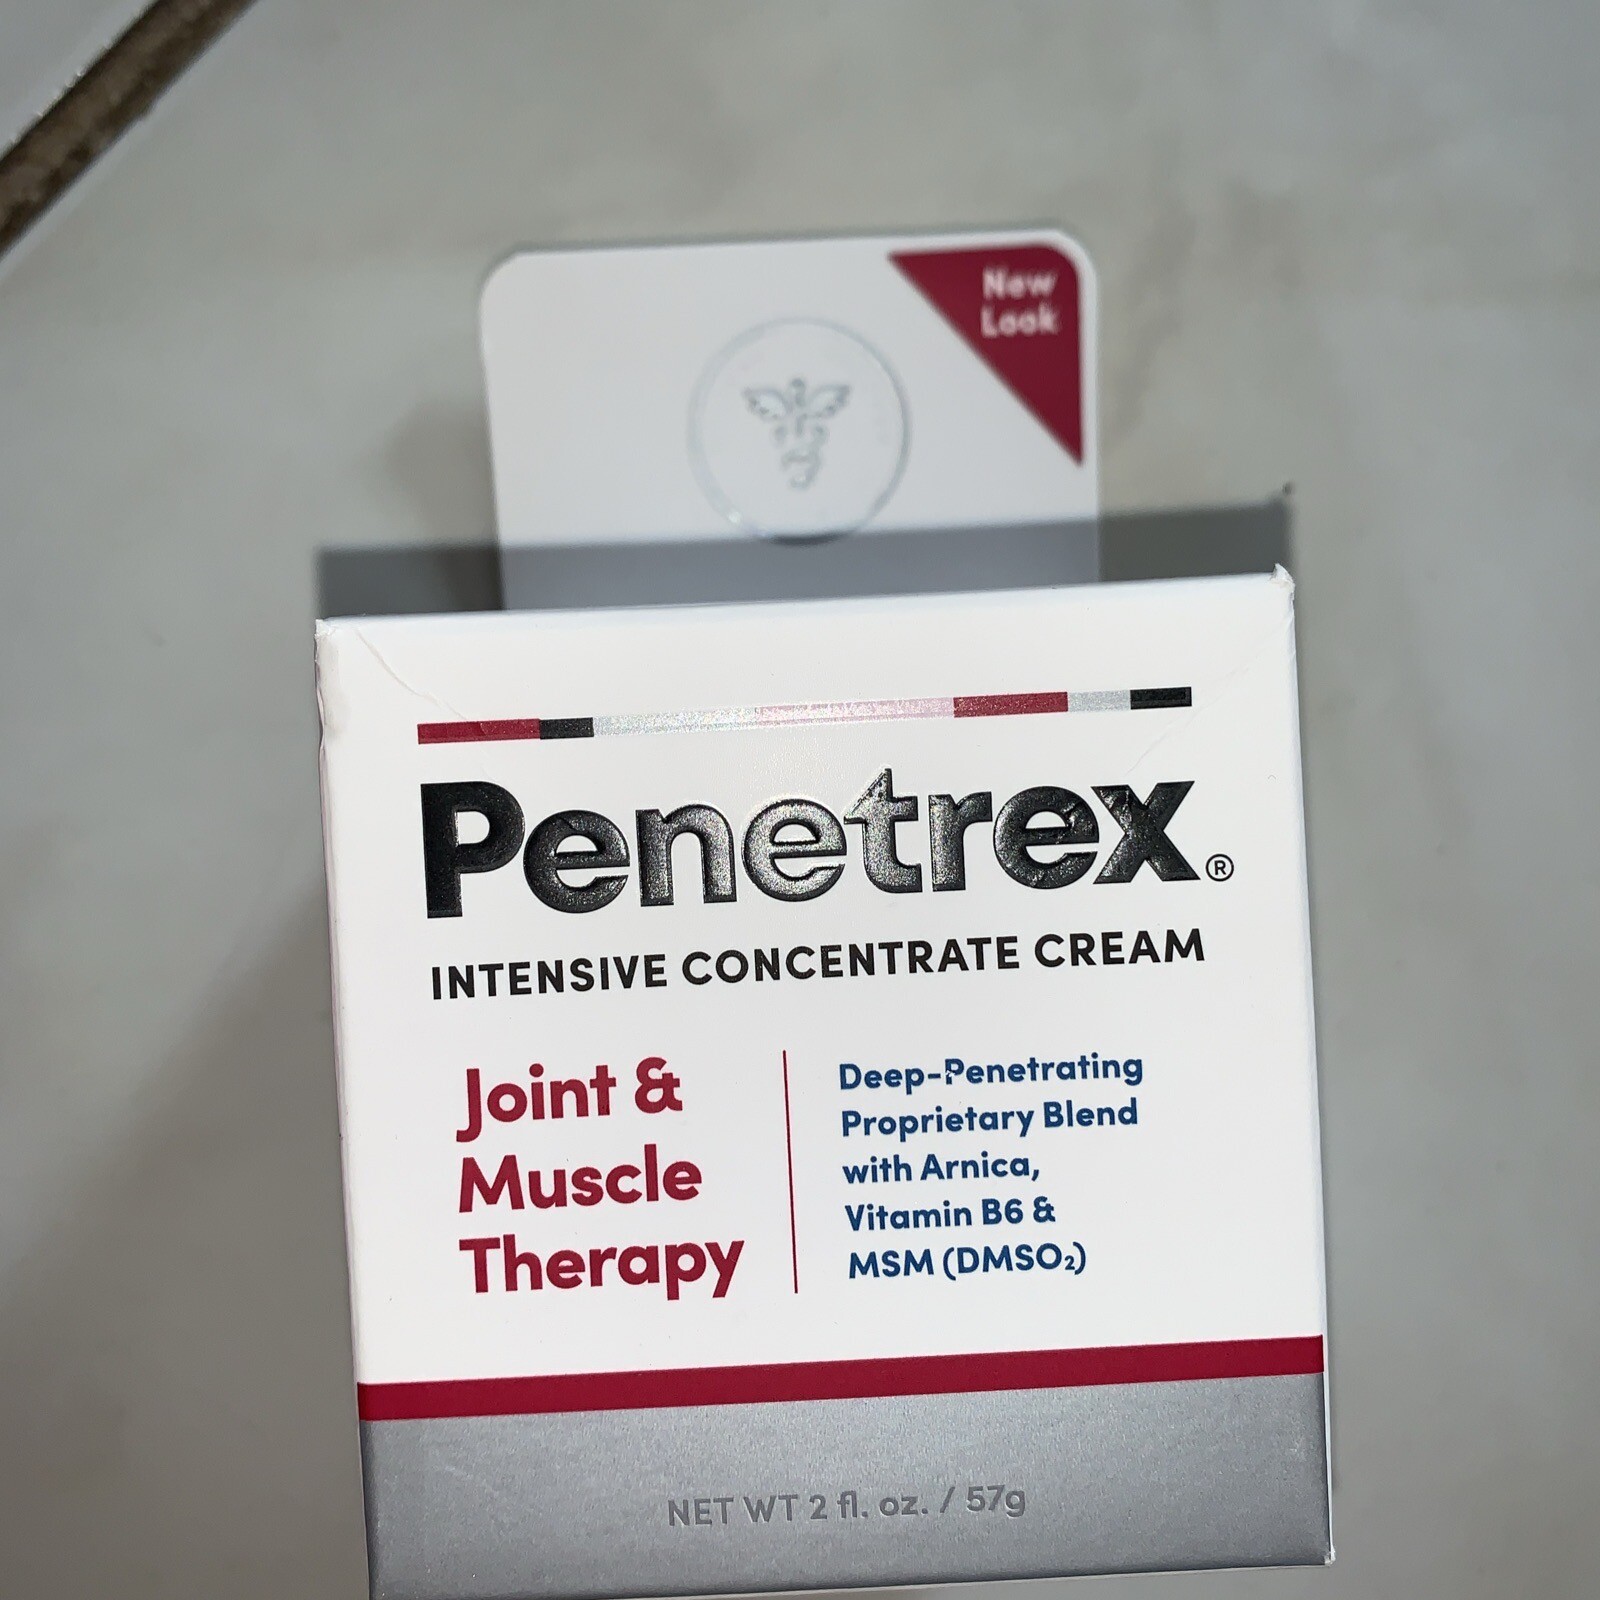 New
Look
Penetrex®
INTENSIVE CONCENTRATE CREAM
Joint &
Muscle
Therapy
Deep-Penetrating
Proprietary Blend
with Arnica,
Vitamin B6 &
MSM (DMSO₂)
NET WT 2 fl. oz. / 57g